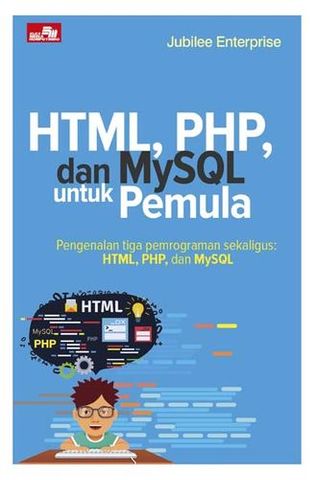 Jubilee Enterprise
HTML, PHP,
dan MySQL
untuk Pemula
Pengenalan tiga pemrograman sekaligus:
HTML, PHP, dan MySQL
HTML
MySQL
PHP
PHP